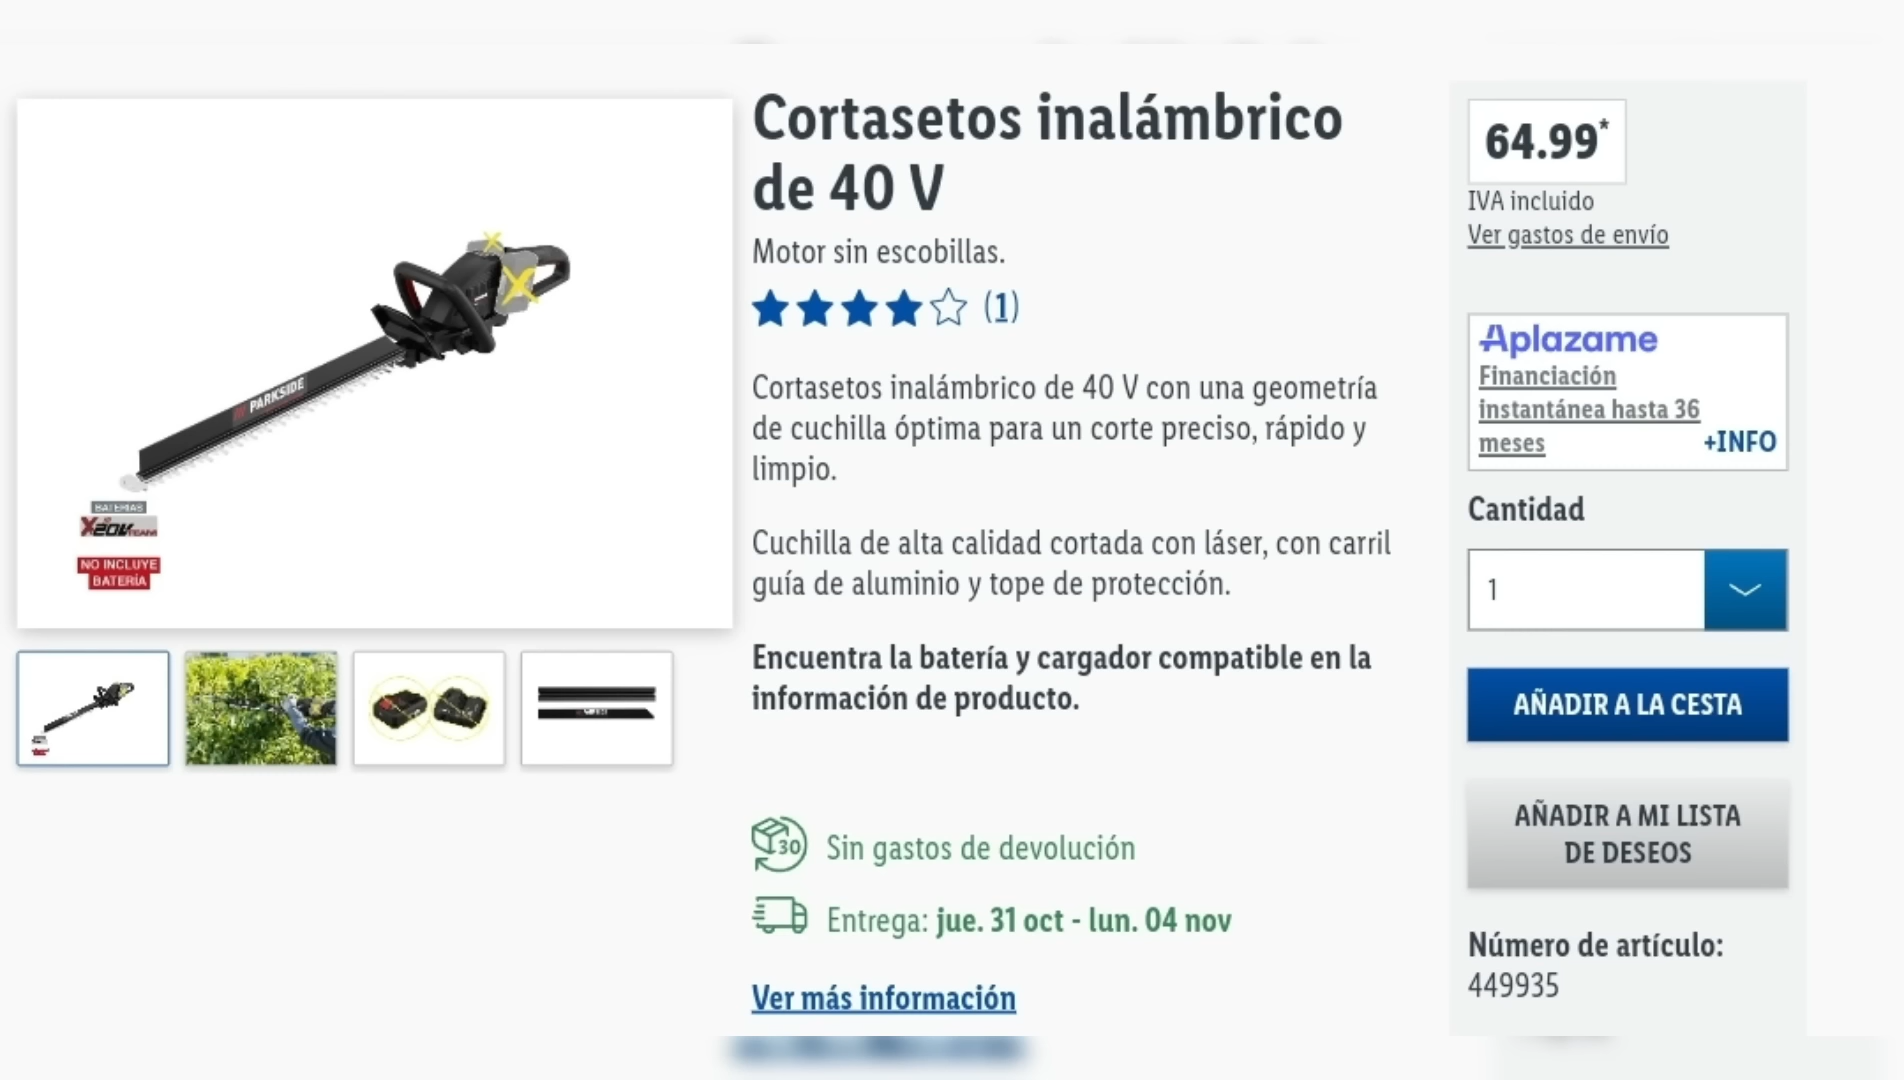 Cortasetos inalámbrico
de 40 V
Motor sin escobillas.
(1)
Cortasetos inalámbrico de 40 V con una geometría
de cuchilla óptima para un corte preciso, rápido y
limpio.
Cuchilla de alta calidad cortada con láser, con carril
guía de aluminio y tope de protección.
Encuentra la batería y cargador compatible en la
información de producto.
30
Sin gastos de devolución
Entrega: jue. 31 oct - lun. 04 nov
Ver más información
PARKSIDE
BATERIAS
X20V TEAM
NO INCLUYE
BATERÍA
64.99*
IVA incluido
Ver gastos de envío
Aplazame
Financiación
instantánea hasta 36
meses
+INFO
Cantidad
1
AÑADIR A LA CESTA
AÑADIR A MI LISTA
DE DESEOS
Número de artículo:
449935